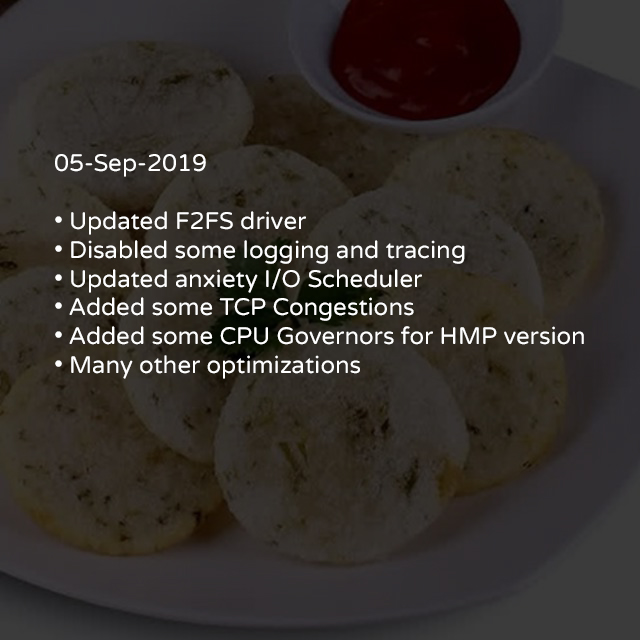 05-Sep-2019
• Updated F2FS driver
• Disabled some logging and tracing
• Updated anxiety I/O Scheduler
• Added some TCP Congestions
• Added some CPU Governors for HMP version
• Many other optimizations